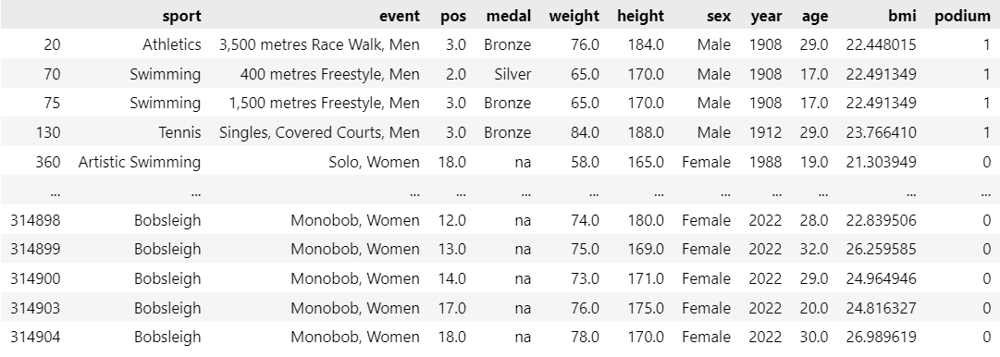 sport event pos medal weight height sex year age bmi podium
20 Athletics 3,500 metres Race Walk, Men 3.0 Bronze 76.0 184.0 Male 1908 29.0 22.448015 1
70 Swimming 400 metres Freestyle, Men 2.0 Silver 65.0 170.0 Male 1908 17.0 22.491349 1
75 Swimming 1,500 metres Freestyle, Men 3.0 Bronze 65.0 170.0 Male 1908 17.0 22.491349 1
130 Tennis Singles, Covered Courts, Men 3.0 Bronze 84.0 188.0 Male 1912 29.0 23.766410 1
360 Artistic Swimming Solo, Women 18.0 na 58.0 165.0 Female 1988 19.0 21.303949 0
... ... ... ... ... ... ... ... ... ... ... ...
314898 Bobsleigh Monobob, Women 12.0 na 74.0 180.0 Female 2022 28.0 22.839506 0
314899 Bobsleigh Monobob, Women 13.0 na 75.0 169.0 Female 2022 32.0 26.259585 0
314900 Bobsleigh Monobob, Women 14.0 na 73.0 171.0 Female 2022 29.0 24.964946 0
314903 Bobsleigh Monobob, Women 17.0 na 76.0 175.0 Female 2022 20.0 24.816327 0
314904 Bobsleigh Monobob, Women 18.0 na 78.0 170.0 Female 2022 30.0 26.989619 0